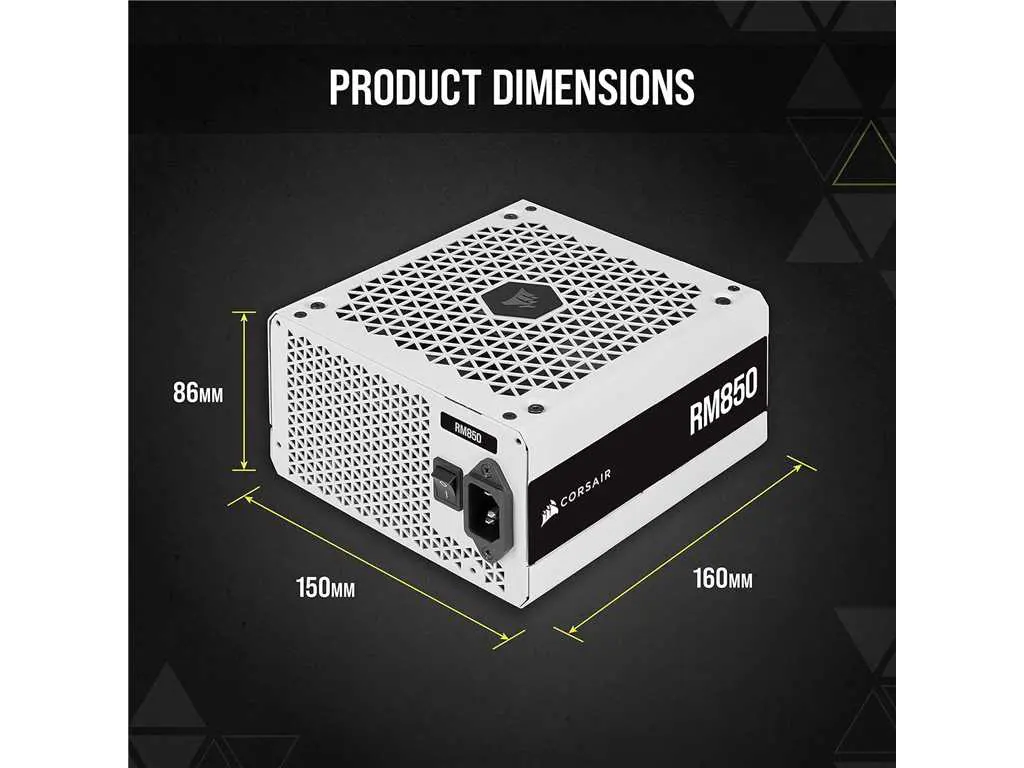 PRODUCT DIMENSIONS
86MM
RM850
RM850
CORSAIR
150MM
160MM